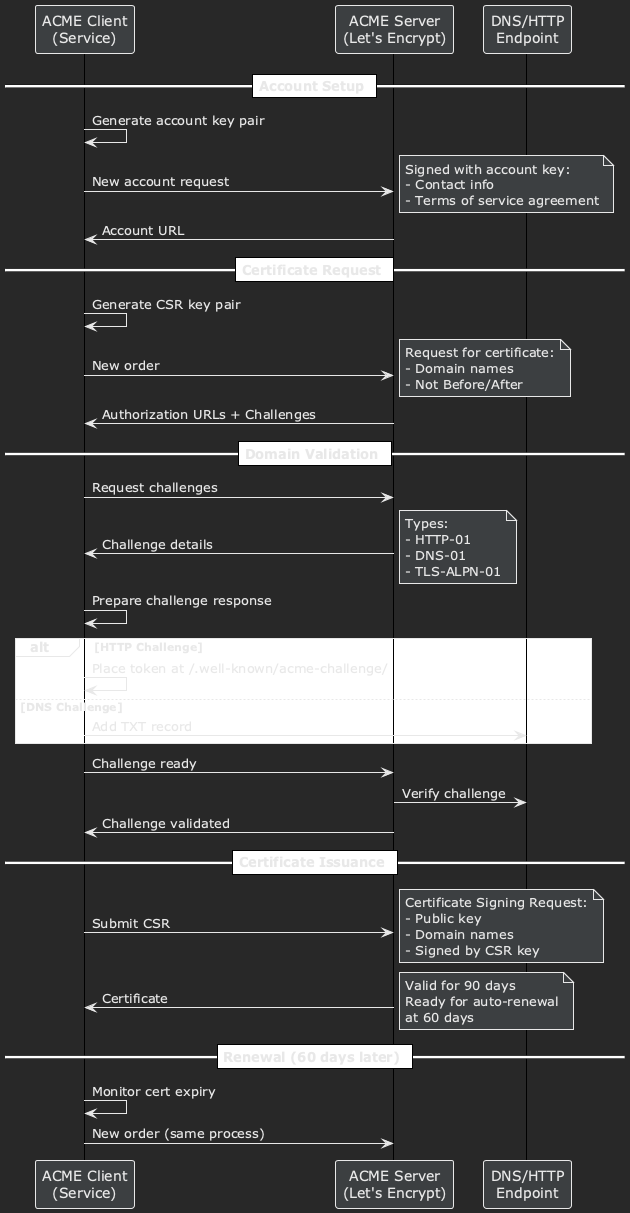 ACME Client
(Service)
ACME Server
(Let's Encrypt)
DNS/HTTP
Endpoint
Account Setup
Generate account key pair
New account request
Signed with account key:
- Contact info
- Terms of service agreement
Account URL
Certificate Request
Generate CSR key pair
New order
Request for certificate:
- Domain names
- Not Before/After
Authorization URLs + Challenges
Domain Validation
Request challenges
Challenge details
Types:
- HTTP-01
- DNS-01
- TLS-ALPN-01
Prepare challenge response
alt
[HTTP Challenge]
Place token at /.well-known/acme-challenge/
[DNS Challenge]
Add TXT record
Challenge ready
Verify challenge
Challenge validated
Certificate Issuance
Submit CSR
Certificate Signing Request:
- Public key
- Domain names
- Signed by CSR key
Certificate
Valid for 90 days
Ready for auto-renewal
at 60 days
Renewal (60 days later)
Monitor cert expiry
New order (same process)
ACME Client
(Service)
ACME Server
(Let's Encrypt)
DNS/HTTP
Endpoint